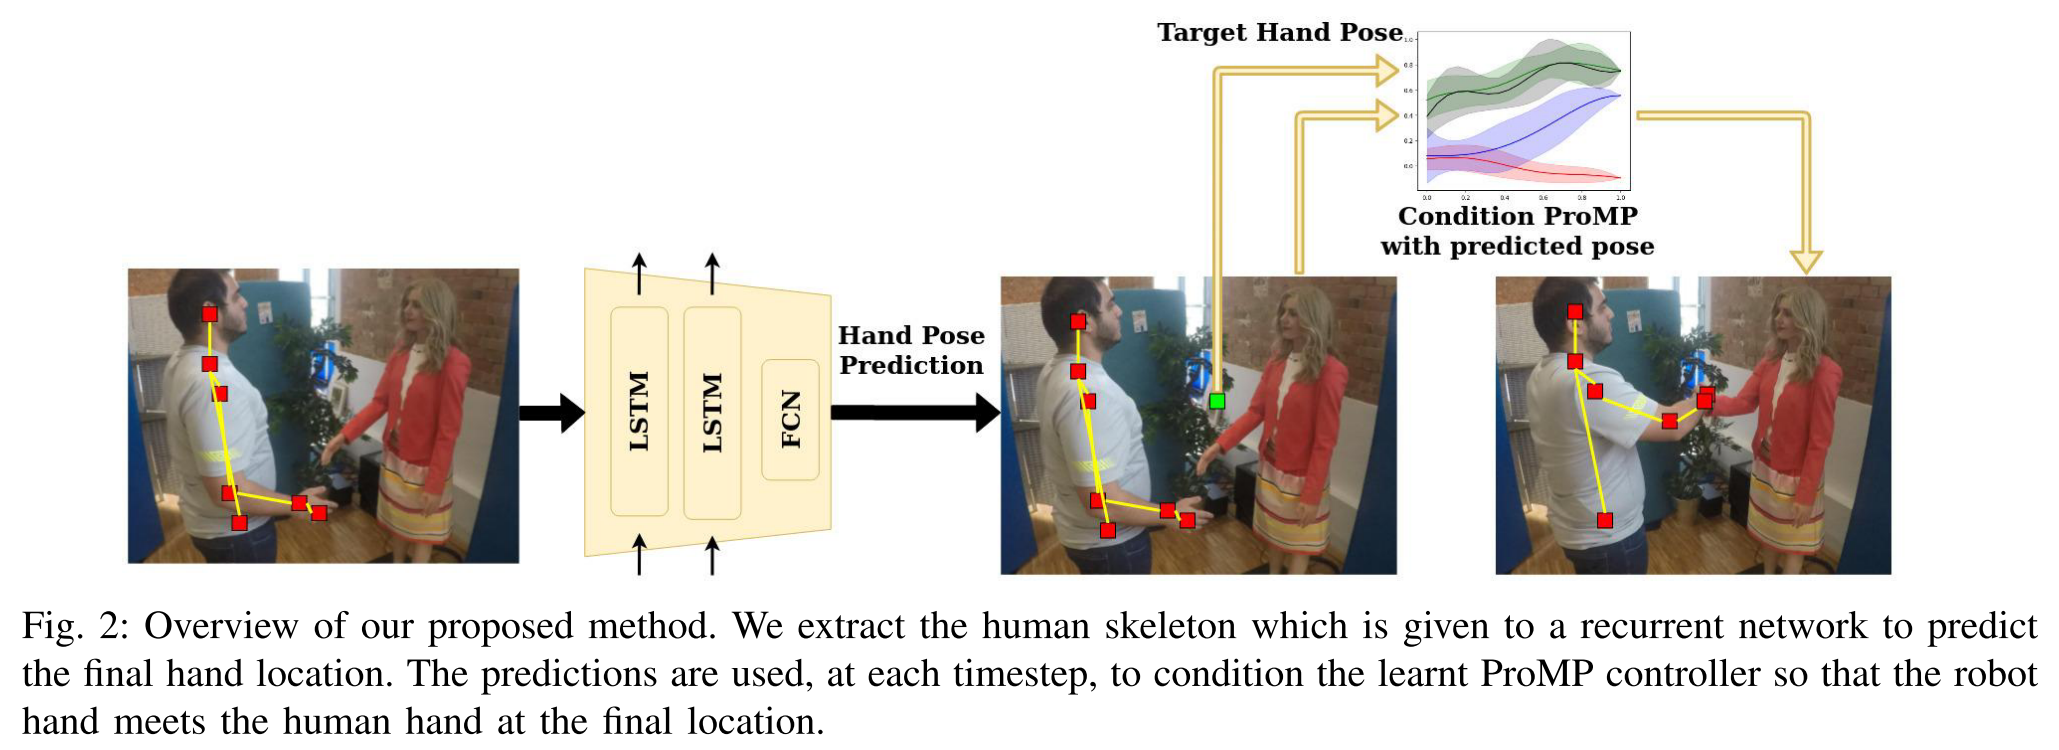 Target Hand Pose
1.0
0.8
0.6
0.4
0.2
0.0
0.0 0.2 0.4 0.6 0.8 1.0
Condition ProMP
with predicted pose
LSTM
LSTM
FCN
Hand Pose
Prediction
Fig. 2: Overview of our proposed method. We extract the human skeleton which is given to a recurrent network to predict
the final hand location. The predictions are used, at each timestep, to condition the learnt ProMP controller so that the robot
hand meets the human hand at the final location.